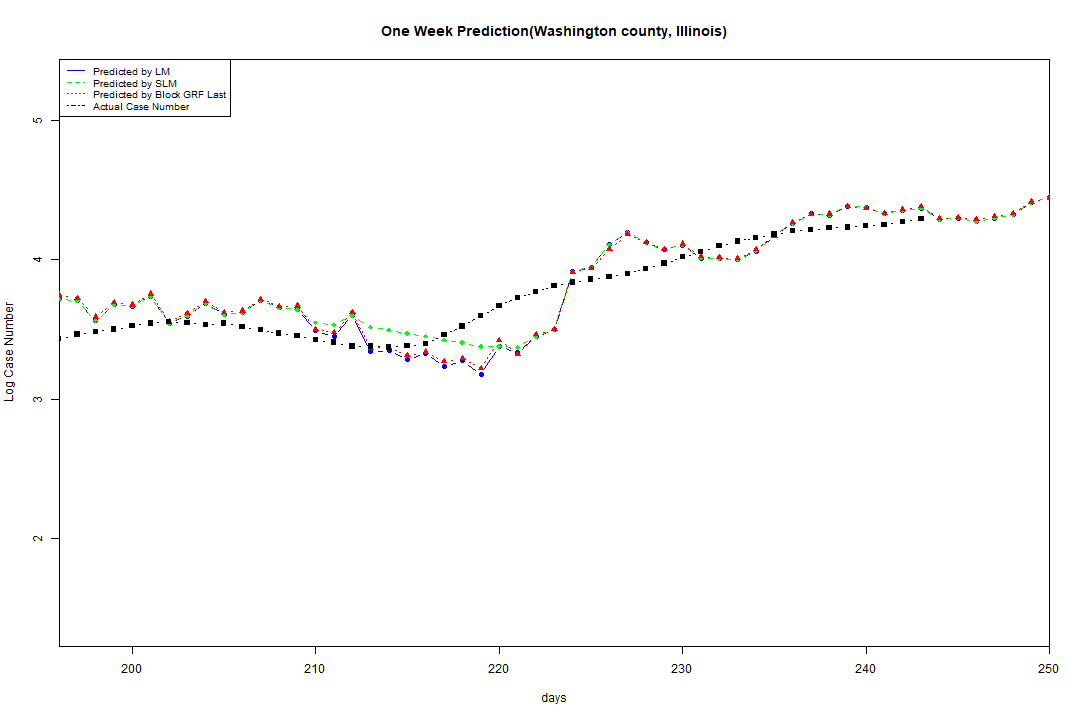 One Week Prediction(Washington county, Illinois)
Predicted by LM
Predicted by SLM
Predicted by Block GRF Last
Actual Case Number
5
4
3
2
Log Case Number
200 210 220 230 240 250
days